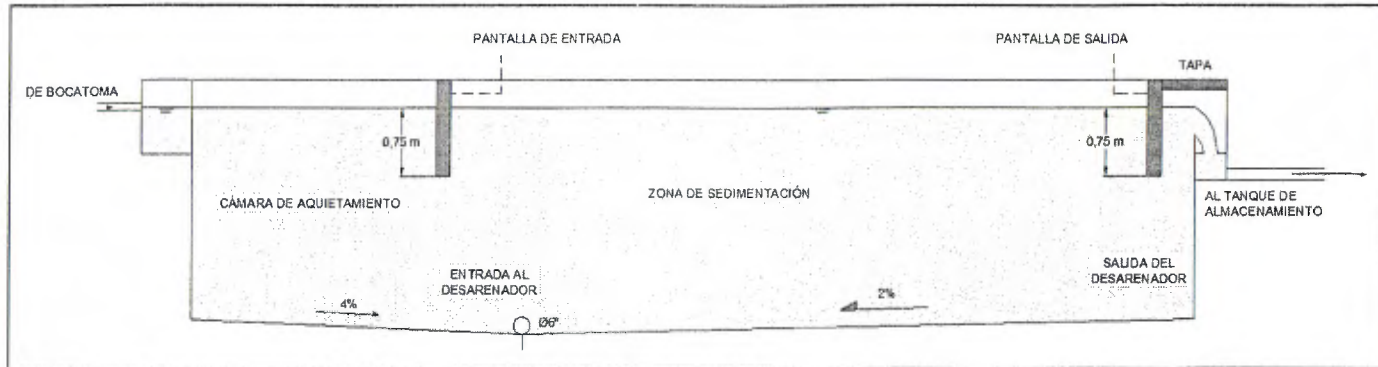 PANTALLA DE ENTRADA
PANTALLA DE SALIDA
TAPA
DE BOCATOMA
0,75 m
0,75 m
CÁMARA DE AQUIETAMIENTO
ZONA DE SEDIMENTACIÓN
AL TANQUE DE
ALMACENAMIENTO
ENTRADA AL
DESARENADOR
SALIDA DEL
DESARENADOR
4%
2%
Ø6"